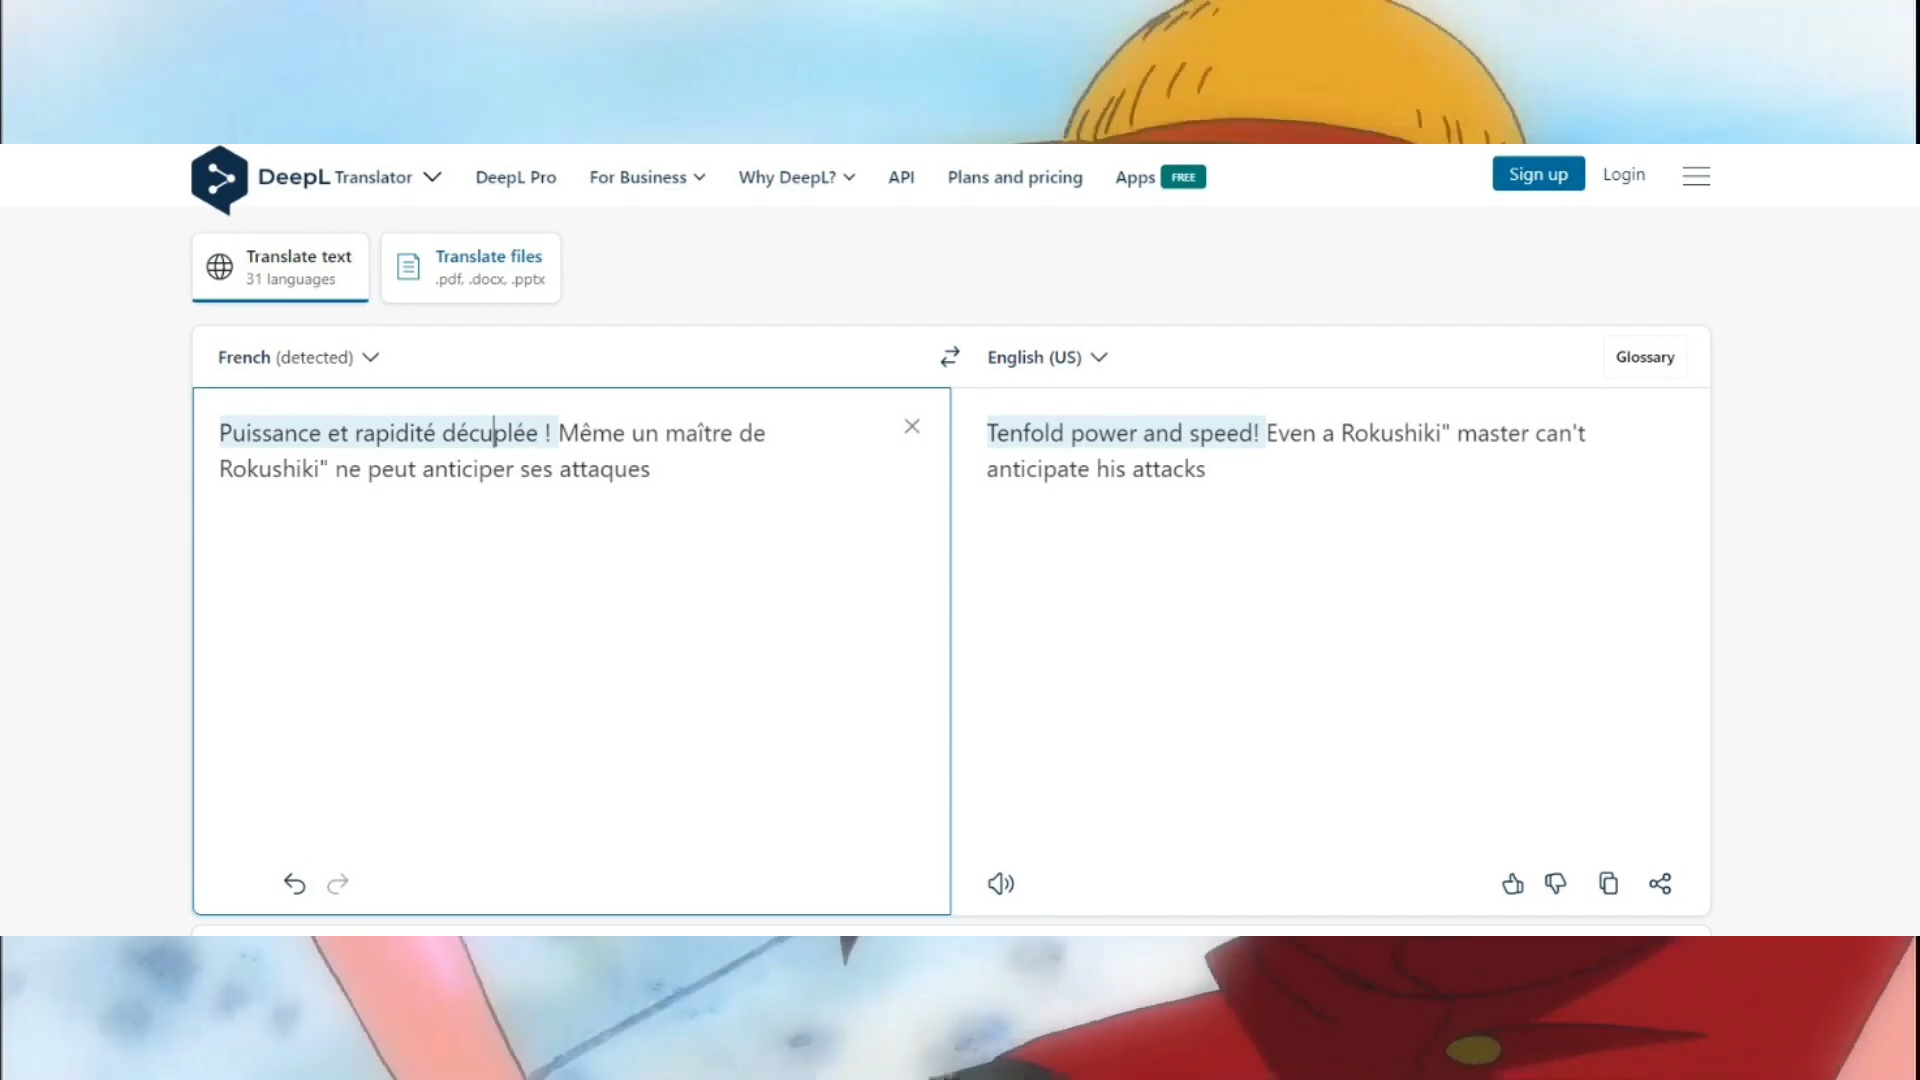 DeepL Translator DeepL Pro For Business Why DeepL? API Plans and pricing Apps FREE Sign up Login
Translate text
31 languages
Translate files
.pdf, .docx, .pptx
French (detected)
English (US)
Glossary
Puissance et rapidité décuplée ! Même un maître de
Rokushiki" ne peut anticiper ses attaques
Tenfold power and speed! Even a Rokushiki" master can't
anticipate his attacks